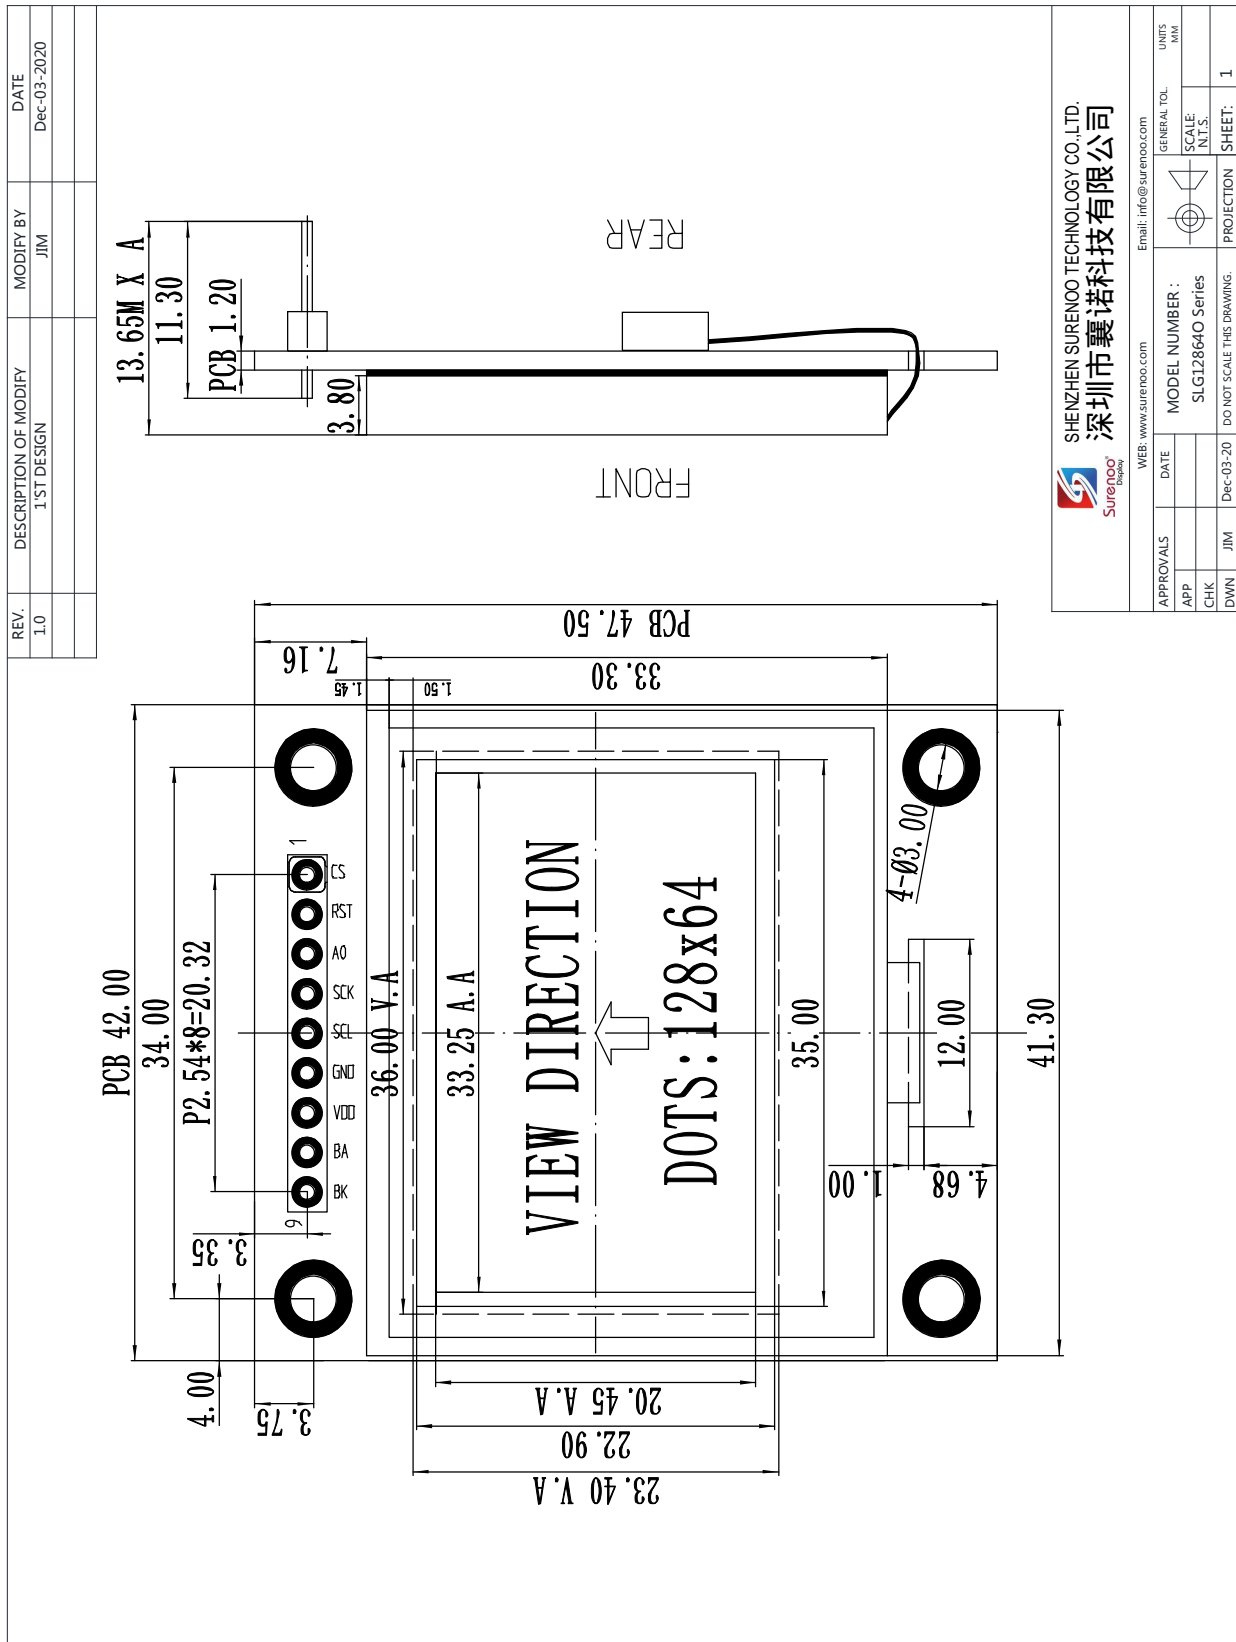 REV.
DESCRIPTION OF MODIFY
MODIFY BY
DATE
1.0
1'ST DESIGN
JIM
Dec-03-2020
PCB 42.00
34.00
P2.54*8=20.32
4.00
3.35
3.75
9
1
BK
BA
VDD
GND
SCL
SCK
A0
RST
CS
7.16
PCB 47.50
33.30
1.45
1.50
36.00 V.A
33.25 A.A
VIEW DIRECTION
DOTS:128x64
20.45 A.A
22.90
23.40 V.A
35.00
4-Ø3.00
1.00
12.00
4.68
41.30
13.65M X A
11.30
PCB 1.20
3.80
FRONT
REAR
Surenoo®
Display
SHENZHEN SURENOO TECHNOLOGY CO.,LTD.
深圳市襄诺科技有限公司
WEB: www.surenoo.com
Email: info@surenoo.com
APPROVALS
DATE
MODEL NUMBER :
SLG12864O Series
GENERAL TOL.
UNITS
MM
APP
CHK
SCALE:
N.T.S.
DWN
JIM
Dec-03-20
DO NOT SCALE THIS DRAWING.
PROJECTION
SHEET:
1